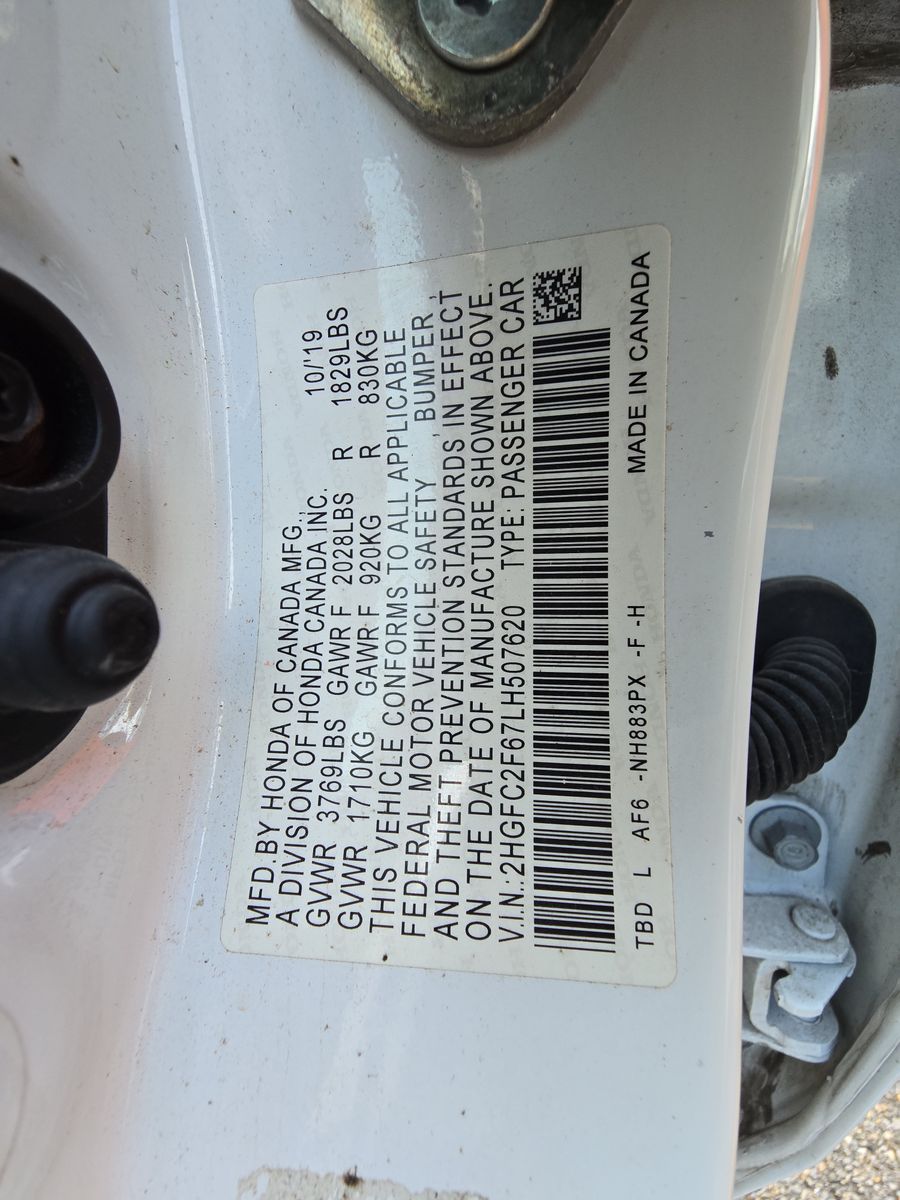 MFD. BY HONDA OF CANADA MFG.,
A DIVISION OF HONDA CANADA INC. 10/'19
GVWR 3769LBS GAWR F 2028LBS R 1829LBS
GVWR 1710KG GAWR F 920KG R 830KG
THIS VEHICLE CONFORMS TO ALL APPLICABLE
FEDERAL MOTOR VEHICLE SAFETY, BUMPER,
AND THEFT PREVENTION STANDARDS IN EFFECT
ON THE DATE OF MANUFACTURE SHOWN ABOVE.
V.I.N.:2HGFC2F67LH507620 TYPE: PASSENGER CAR
TBD L AF6 -NH883PX -F -H MADE IN CANADA